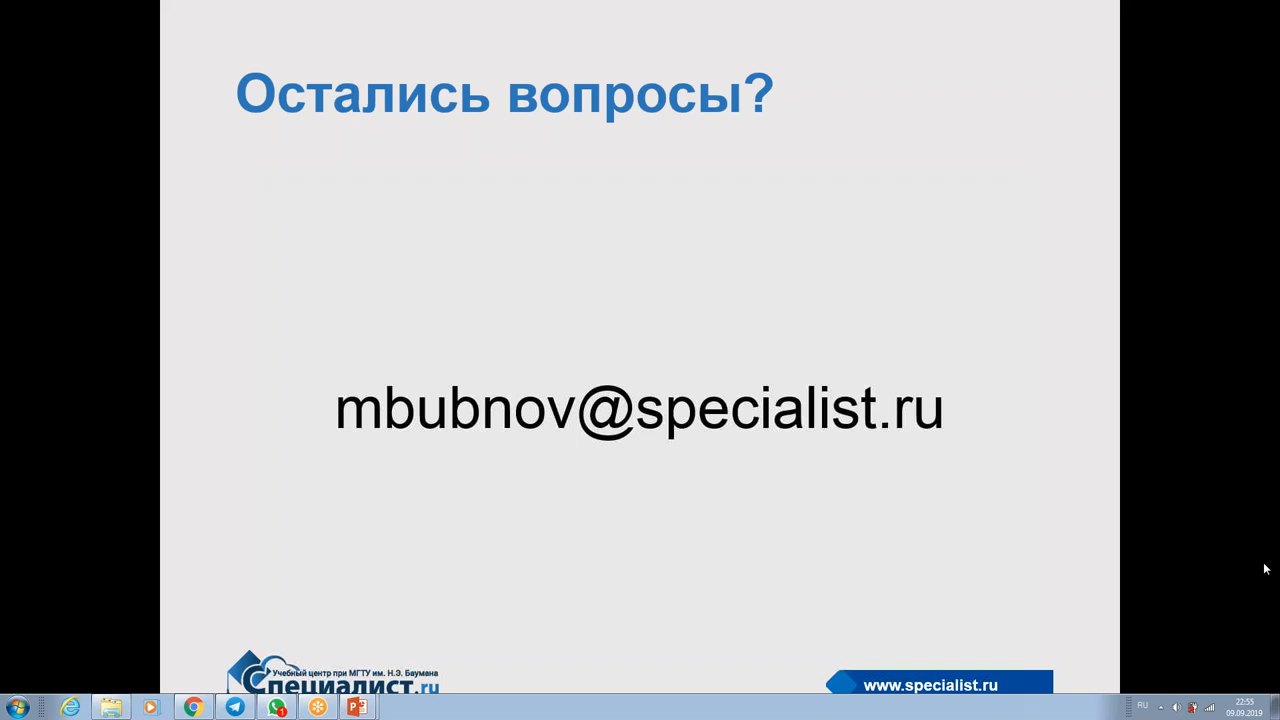 Остались вопросы?
mbubnov@specialist.ru
Учебный центр при МГТУ им. Н.Э. Баумана
Специалист.ru
www.specialist.ru
RU
22:55
09.09.2019